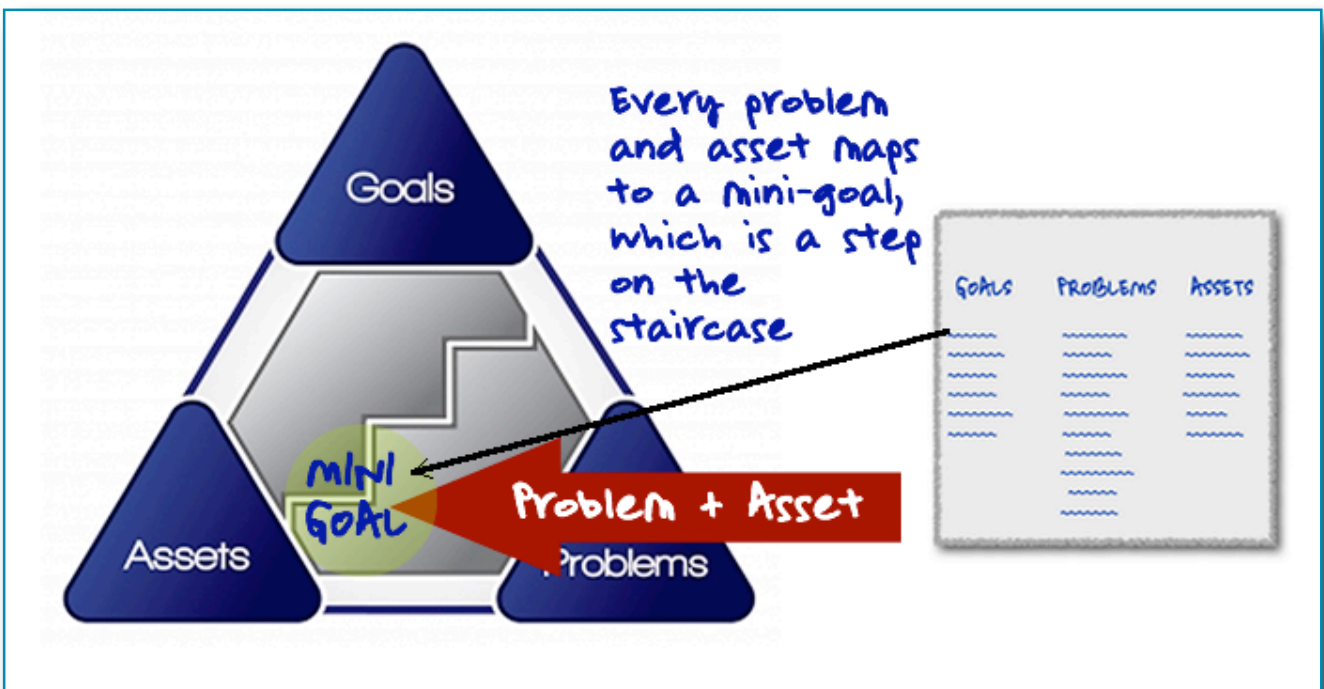 Goals
Every problem
and asset maps
to a mini-goal,
which is a step
on the
staircase
GOALS PROBLEMS ASSETS
MINI
GOAL
Problem + Asset
Assets
Problems